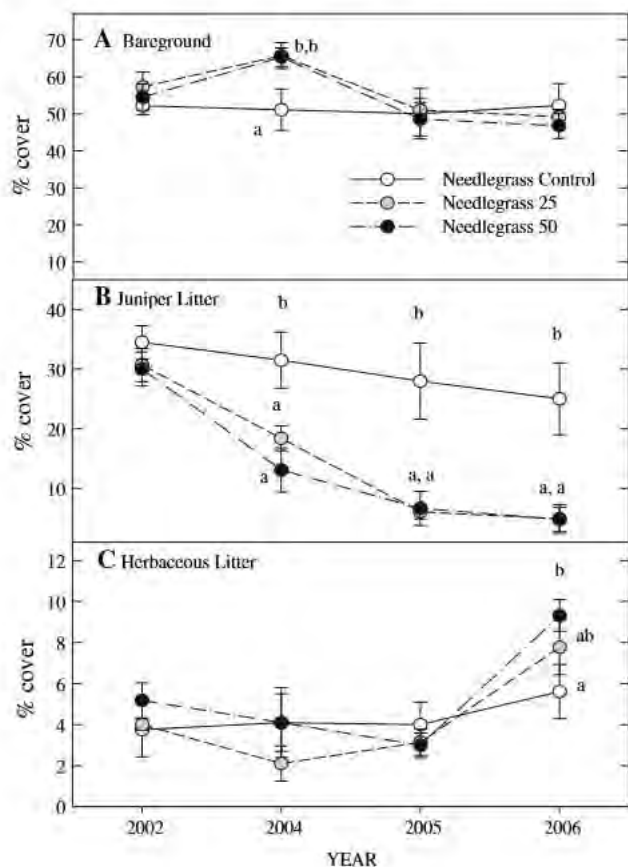 A Bareground
70
60
50
40
30
20
10
% cover
b,b
a
Needlegrass Control
Needlegrass 25
Needlegrass 50
B Juniper Litter
40
30
20
10
% cover
b
b
b
a
a
a, a
a, a
C Herbaceous Litter
12
10
8
6
4
2
0
% cover
b
ab
a
2002
2004
2005
2006
YEAR